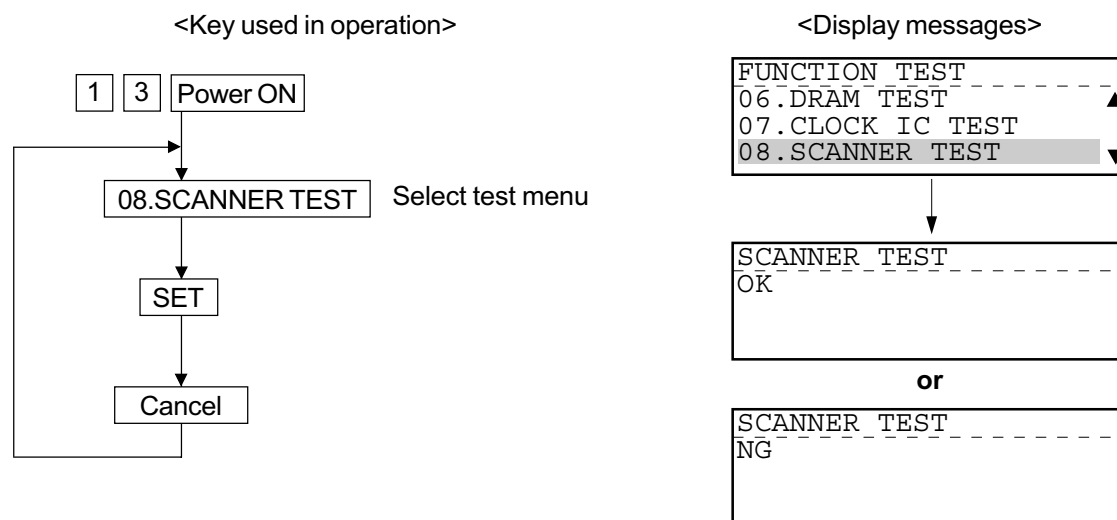 <Key used in operation>
1 3 Power ON
08.SCANNER TEST Select test menu
SET
Cancel
<Display messages>
FUNCTION TEST
06.DRAM TEST
07.CLOCK IC TEST
08.SCANNER TEST
SCANNER TEST
OK
or
SCANNER TEST
NG